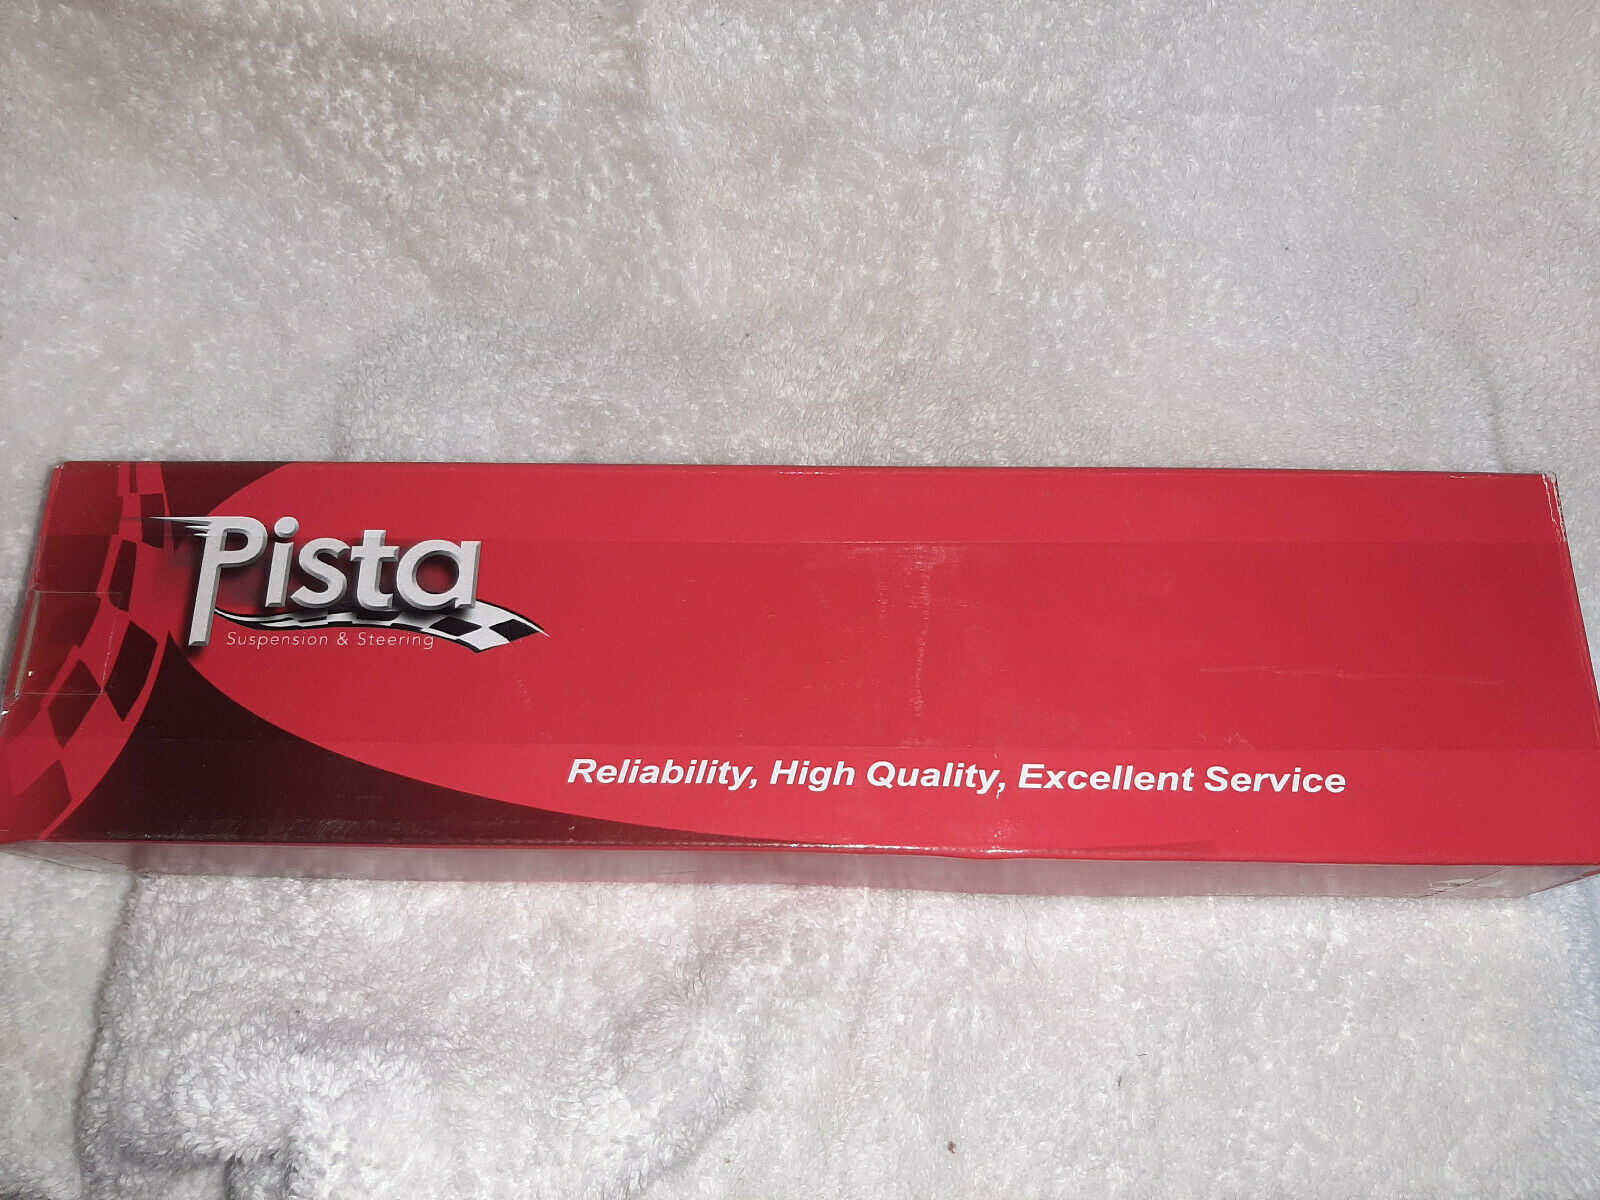 Pista
Suspension & Steering
Reliability, High Quality, Excellent Service